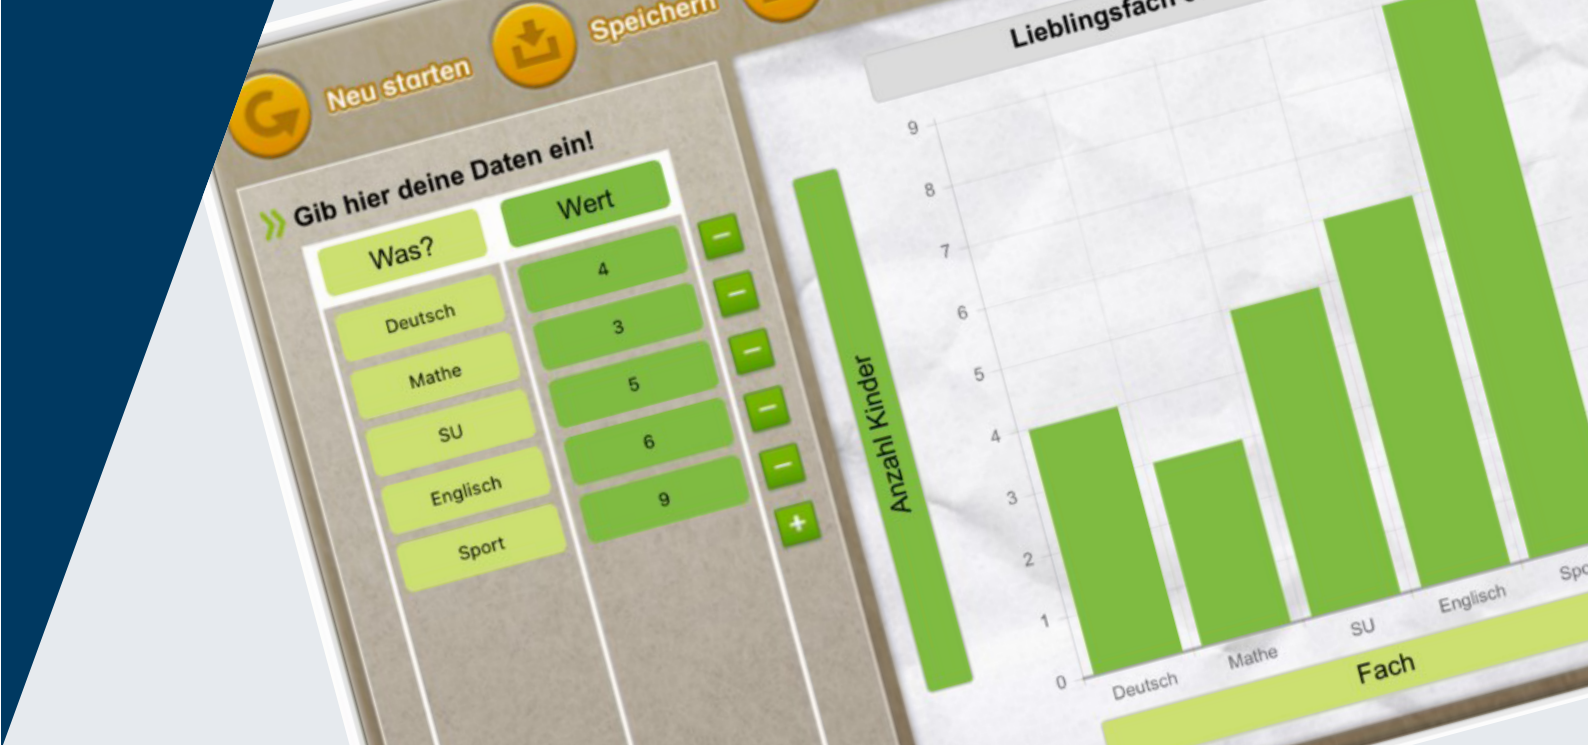 Neu starten
Speichern
Gib hier deine Daten ein!
Was?
Wert
Deutsch
4
Mathe
3
SU
5
Englisch
6
Sport
9
Lieblingsfach
Anzahl Kinder
9
8
7
6
5
4
3
2
1
0
Deutsch
Mathe
SU
Englisch
Fach